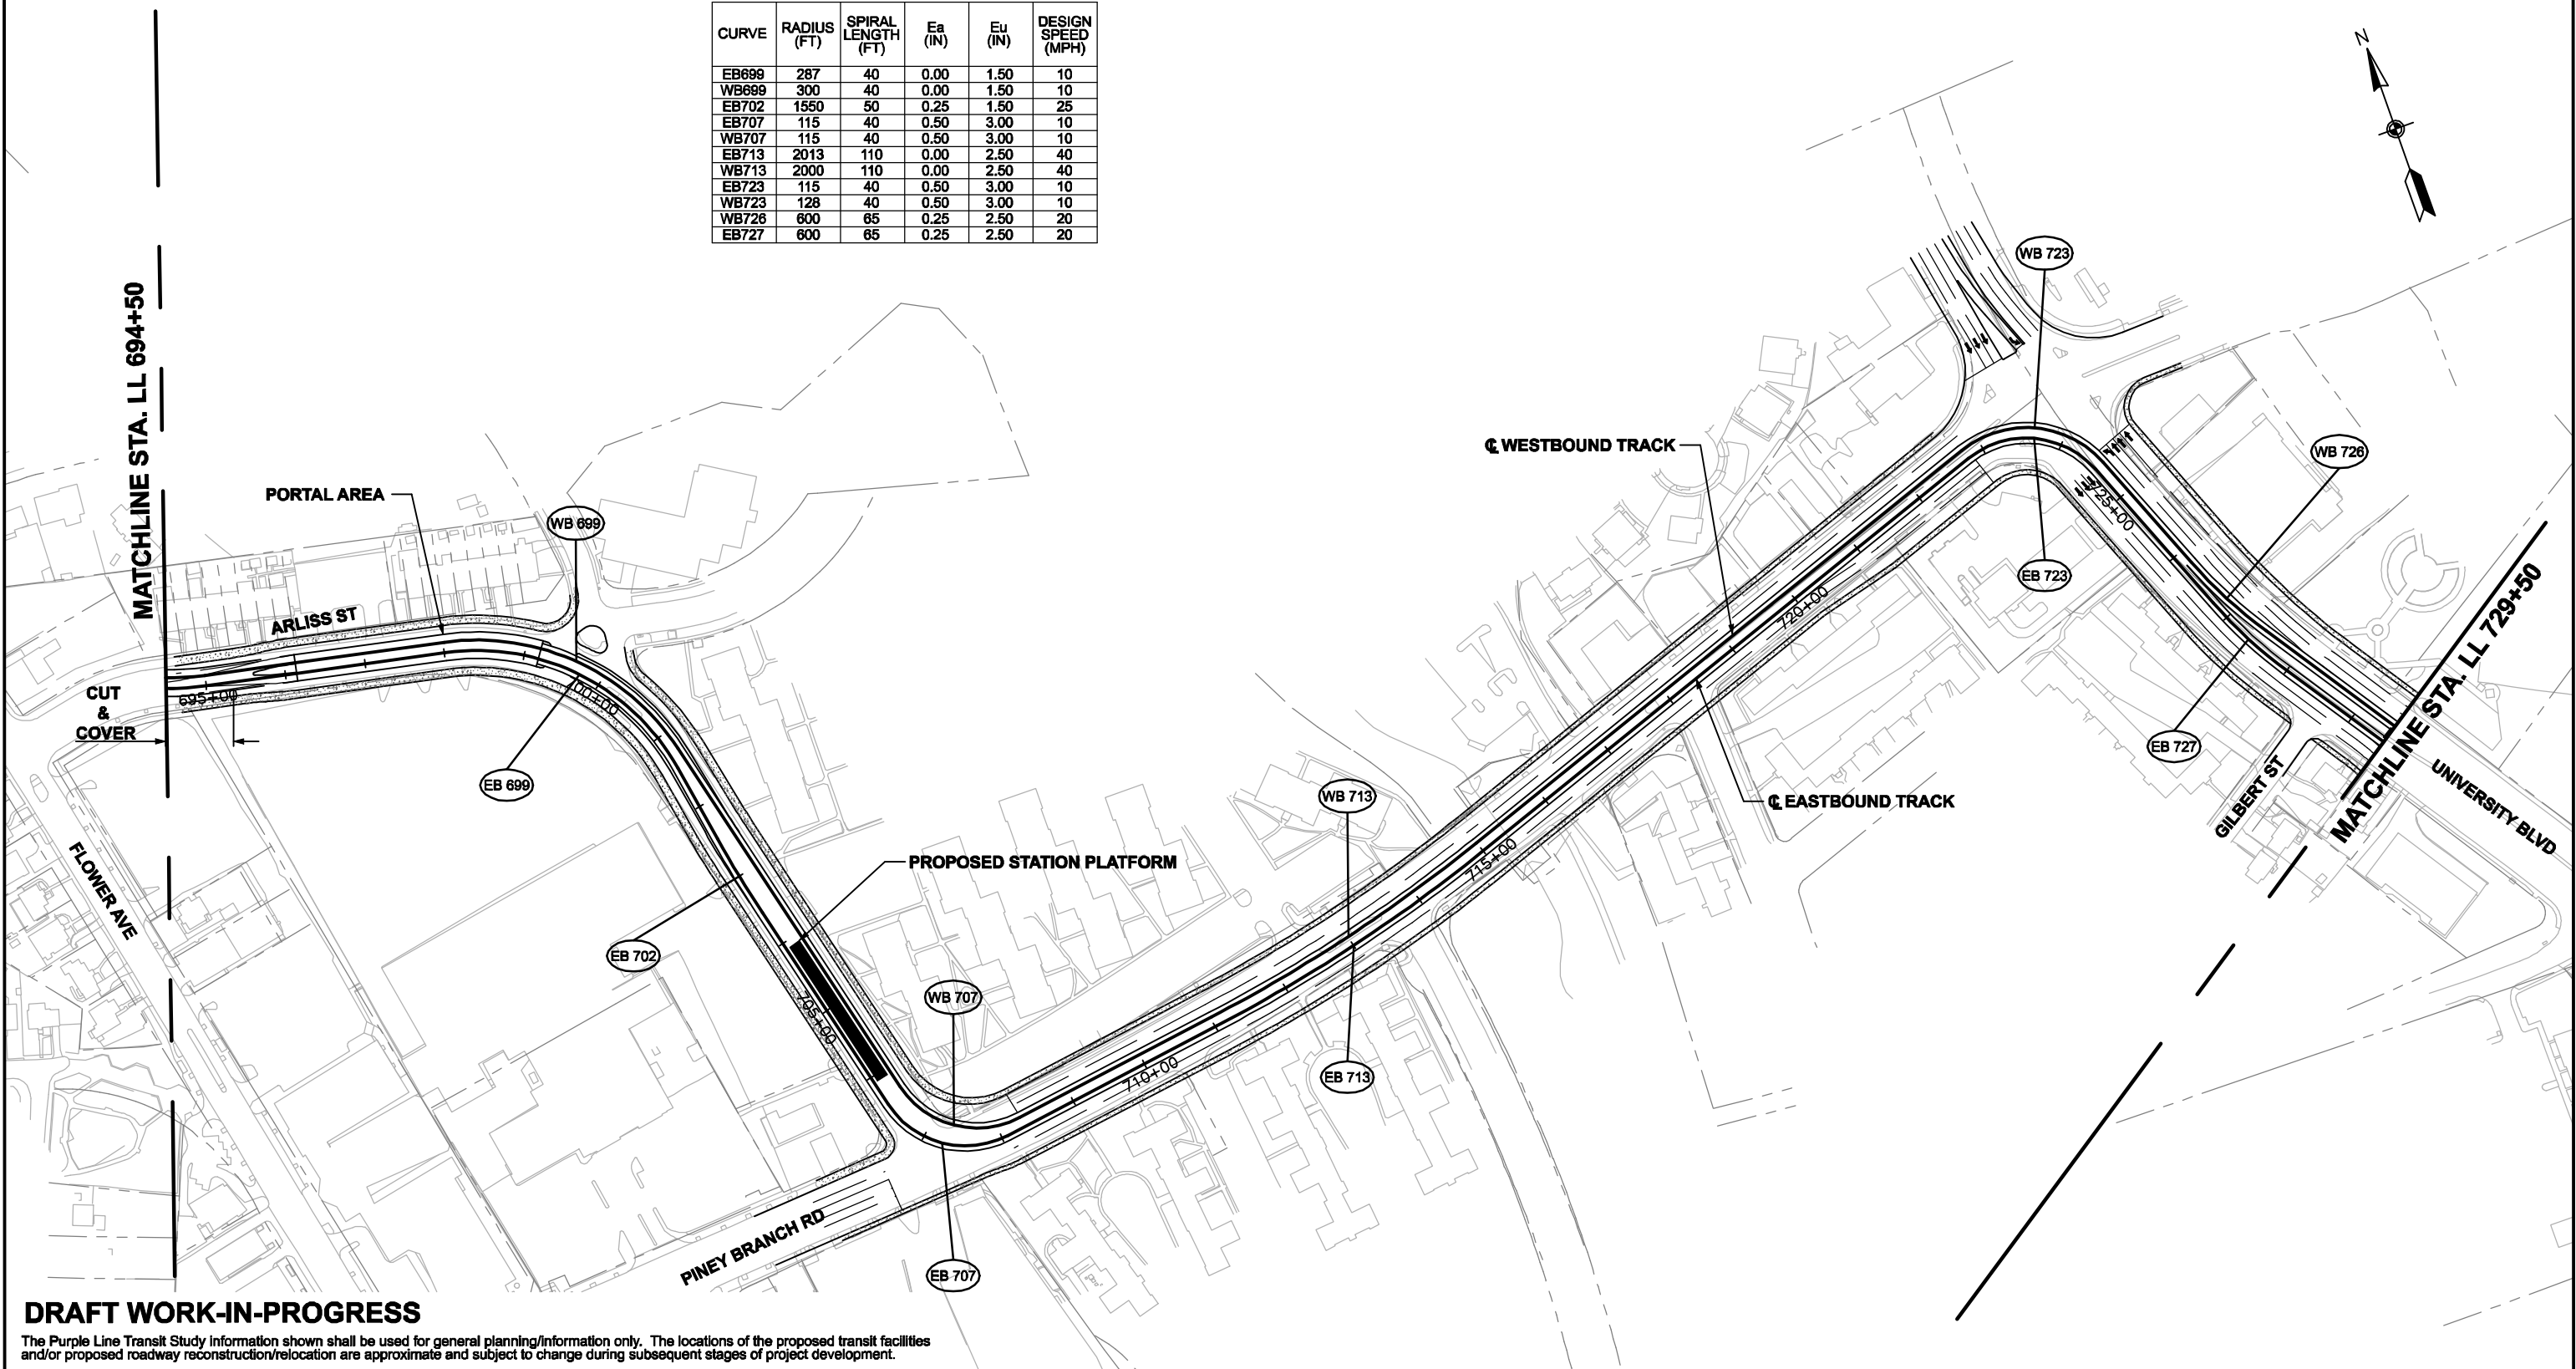 CURVE RADIUS (FT) SPIRAL LENGTH (FT) Ea (IN) Eu (IN) DESIGN SPEED (MPH)
EB699 287 40 0.00 1.50 10
WB699 300 40 0.00 1.50 10
EB702 1550 50 0.25 1.50 25
EB707 115 40 0.50 3.00 10
WB707 115 40 0.50 3.00 10
EB713 2013 110 0.00 2.50 40
WB713 2000 110 0.00 2.50 40
EB723 115 40 0.50 3.00 10
WB723 128 40 0.50 3.00 10
WB726 600 65 0.25 2.50 20
EB727 600 65 0.25 2.50 20
N
MATCHLINE STA. LL 694+50
PORTAL AREA
ARLISS ST
WB 699
CUT
&
COVER
695+00
700+00
EB 699
FLOWER AVE
EB 702
PROPOSED STATION PLATFORM
705+00
WB 707
EB 707
PINEY BRANCH RD
710+00
WB 713
EB 713
715+00
℄ WESTBOUND TRACK
℄ EASTBOUND TRACK
720+00
WB 723
EB 723
725+00
WB 726
EB 727
GILBERT ST
MATCHLINE STA. LL 729+50
UNIVERSITY BLVD
DRAFT WORK-IN-PROGRESS
The Purple Line Transit Study information shown shall be used for general planning/information only. The locations of the proposed transit facilities
and/or proposed roadway reconstruction/relocation are approximate and subject to change during subsequent stages of project development.